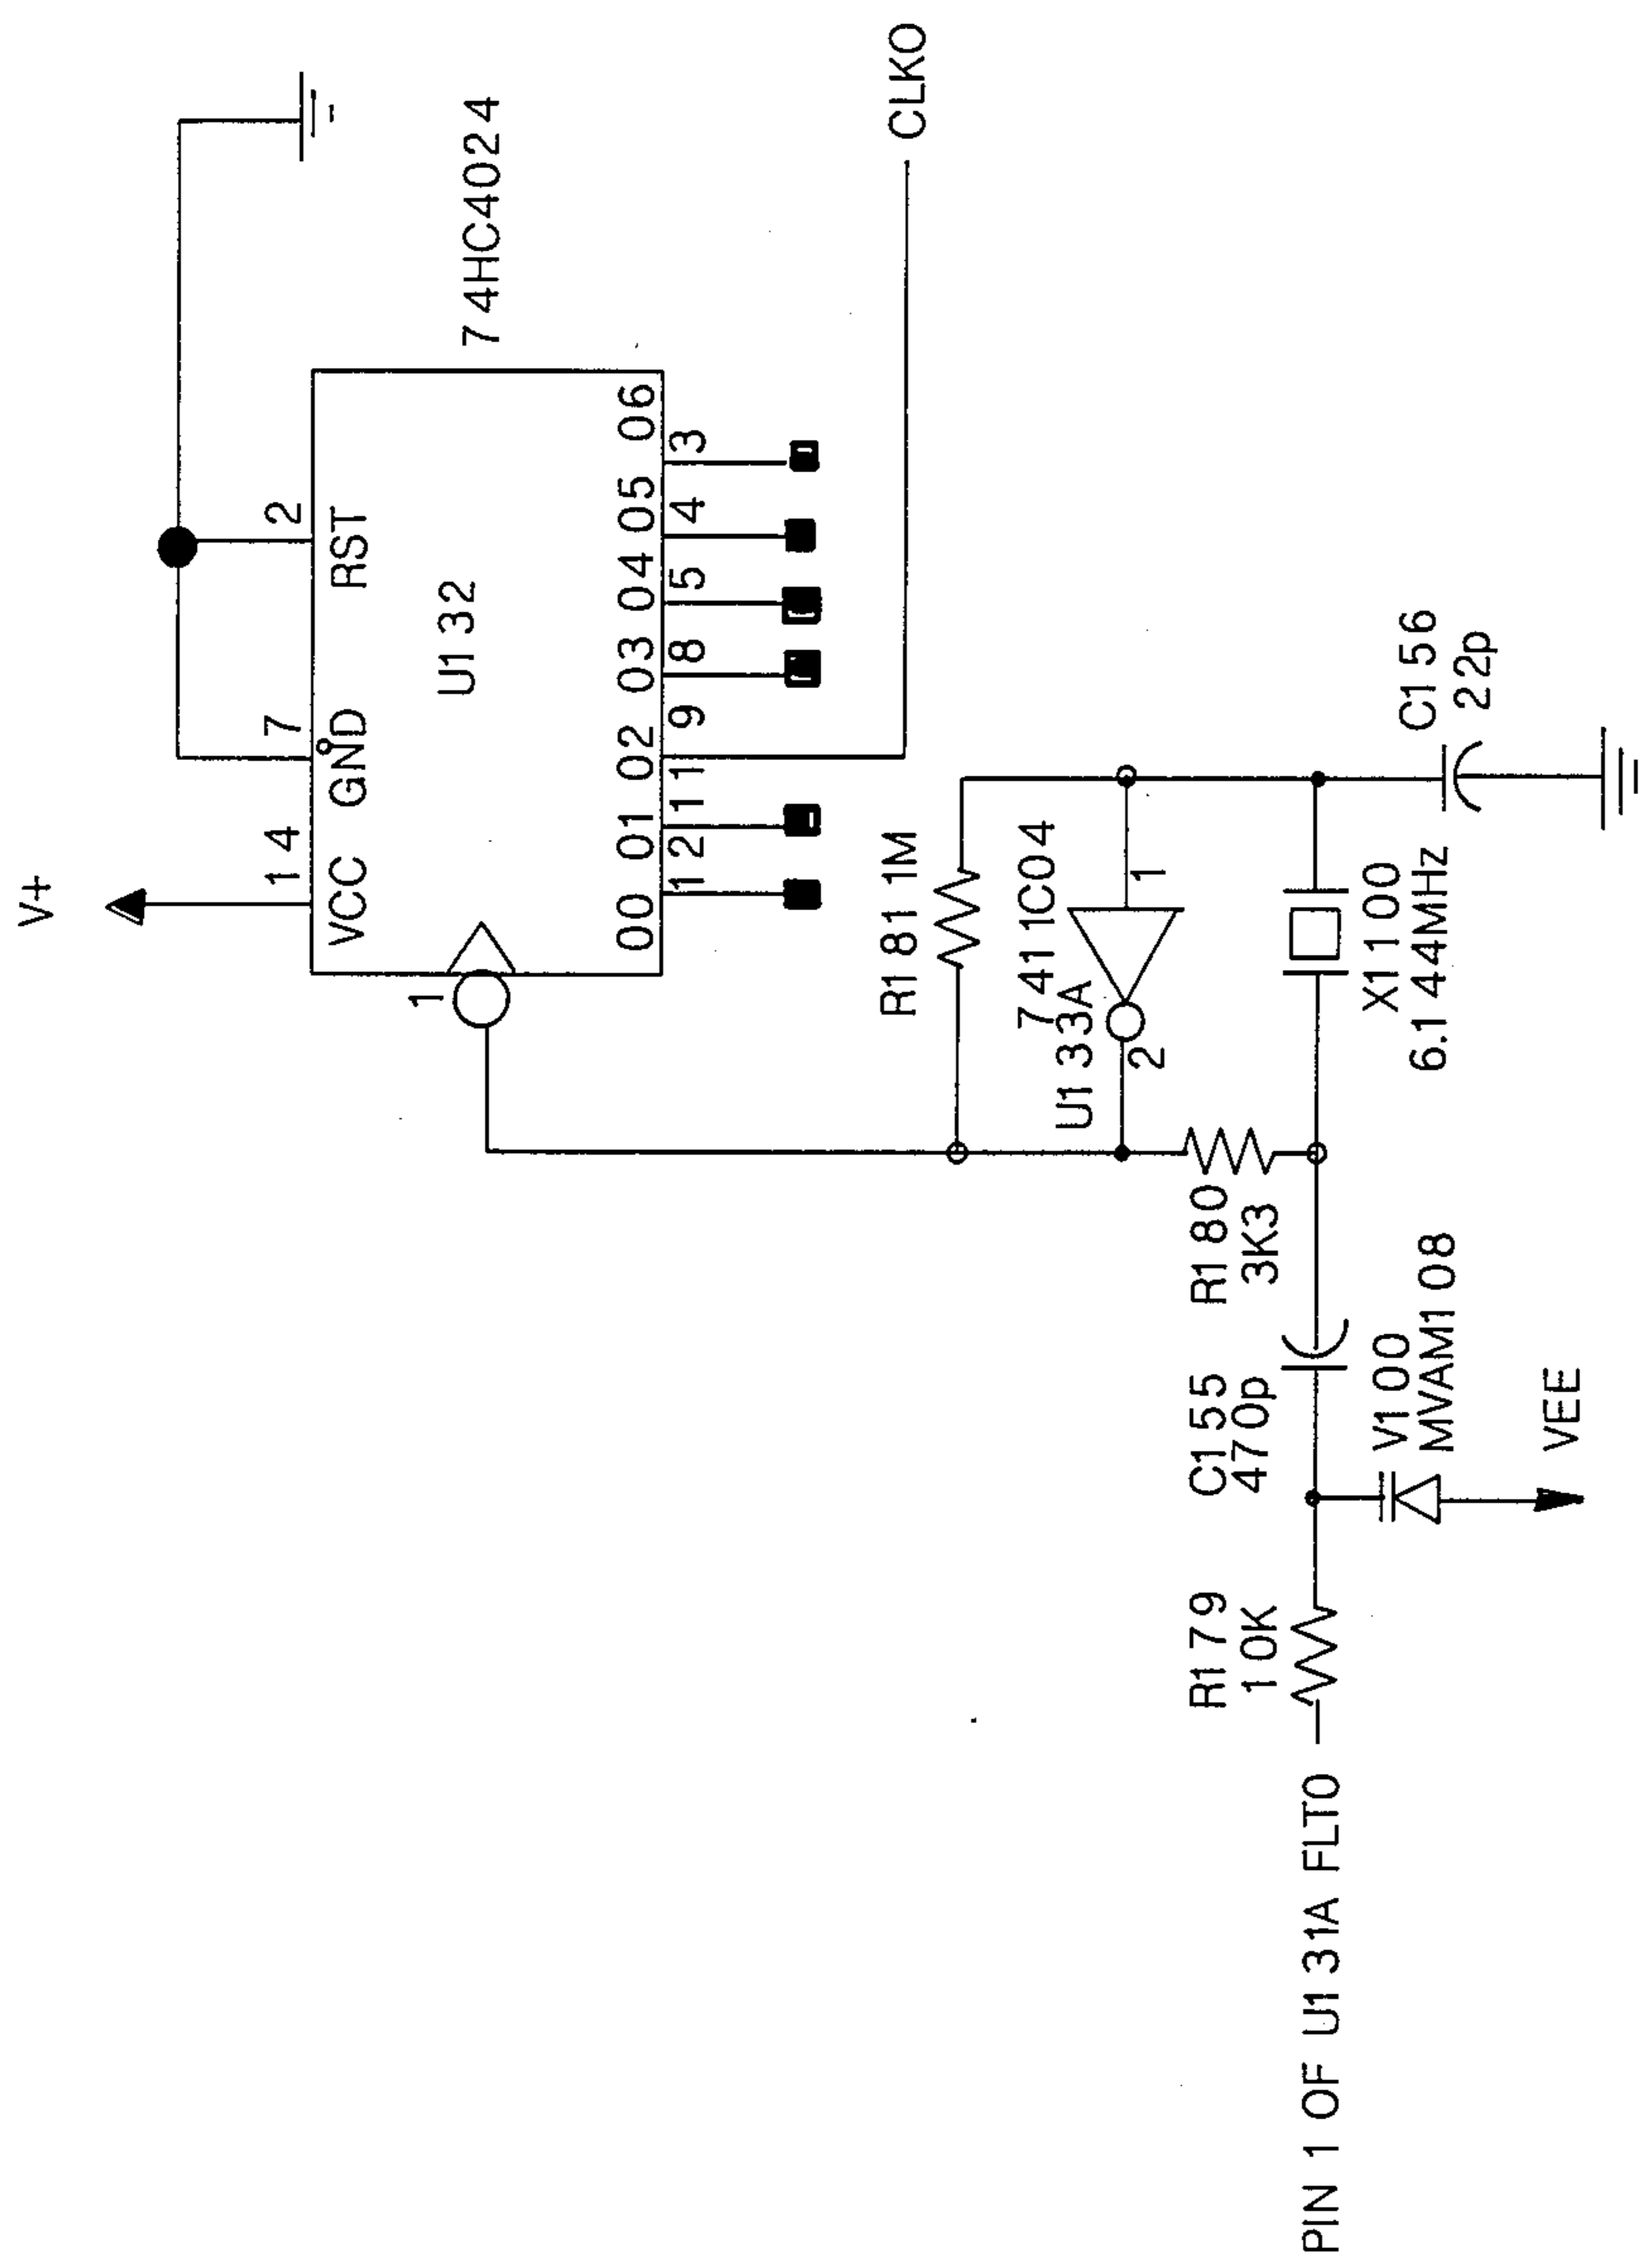 V+
14
7
2
VCC
GND
RST
1
U132
74HC4024
00 01 02 03 04 05 06
12
11
9
8
5
4
3
CLKO
R181 1M
7411C04
U133A
1
2
R180
3K3
X1100
6.144MHz
C156
22p
C155
470p
V100
MVAM108
VEE
R179
10K
PIN 1 OF U131A FLTO